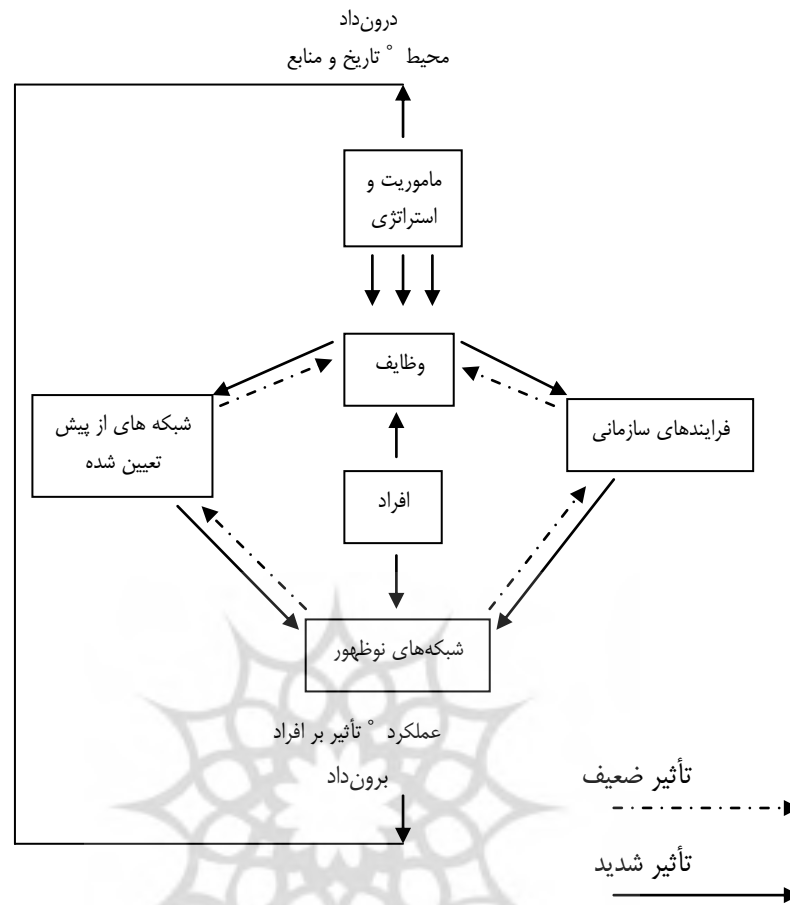 درون‌داد
محیط ° تاریخ و منابع
ماموریت و
استراتژی
وظایف
شبکه های از پیش
تعیین شده
فرایندهای سازمانی
افراد
شبکه‌های نوظهور
عملکرد ° تأثیر بر افراد
برون‌داد
تأثیر ضعیف
تأثیر شدید